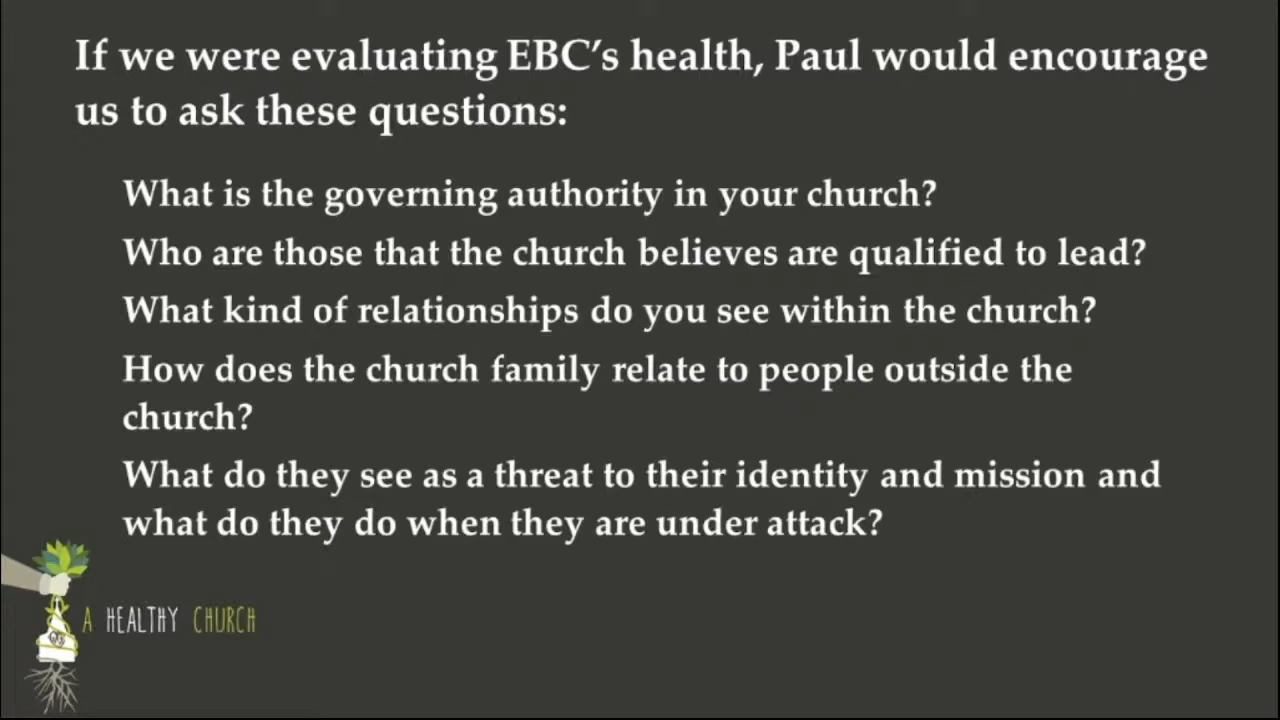 If we were evaluating EBC’s health, Paul would encourage
us to ask these questions:
What is the governing authority in your church?
Who are those that the church believes are qualified to lead?
What kind of relationships do you see within the church?
How does the church family relate to people outside the
church?
What do they see as a threat to their identity and mission and
what do they do when they are under attack?
A HEALTHY CHURCH